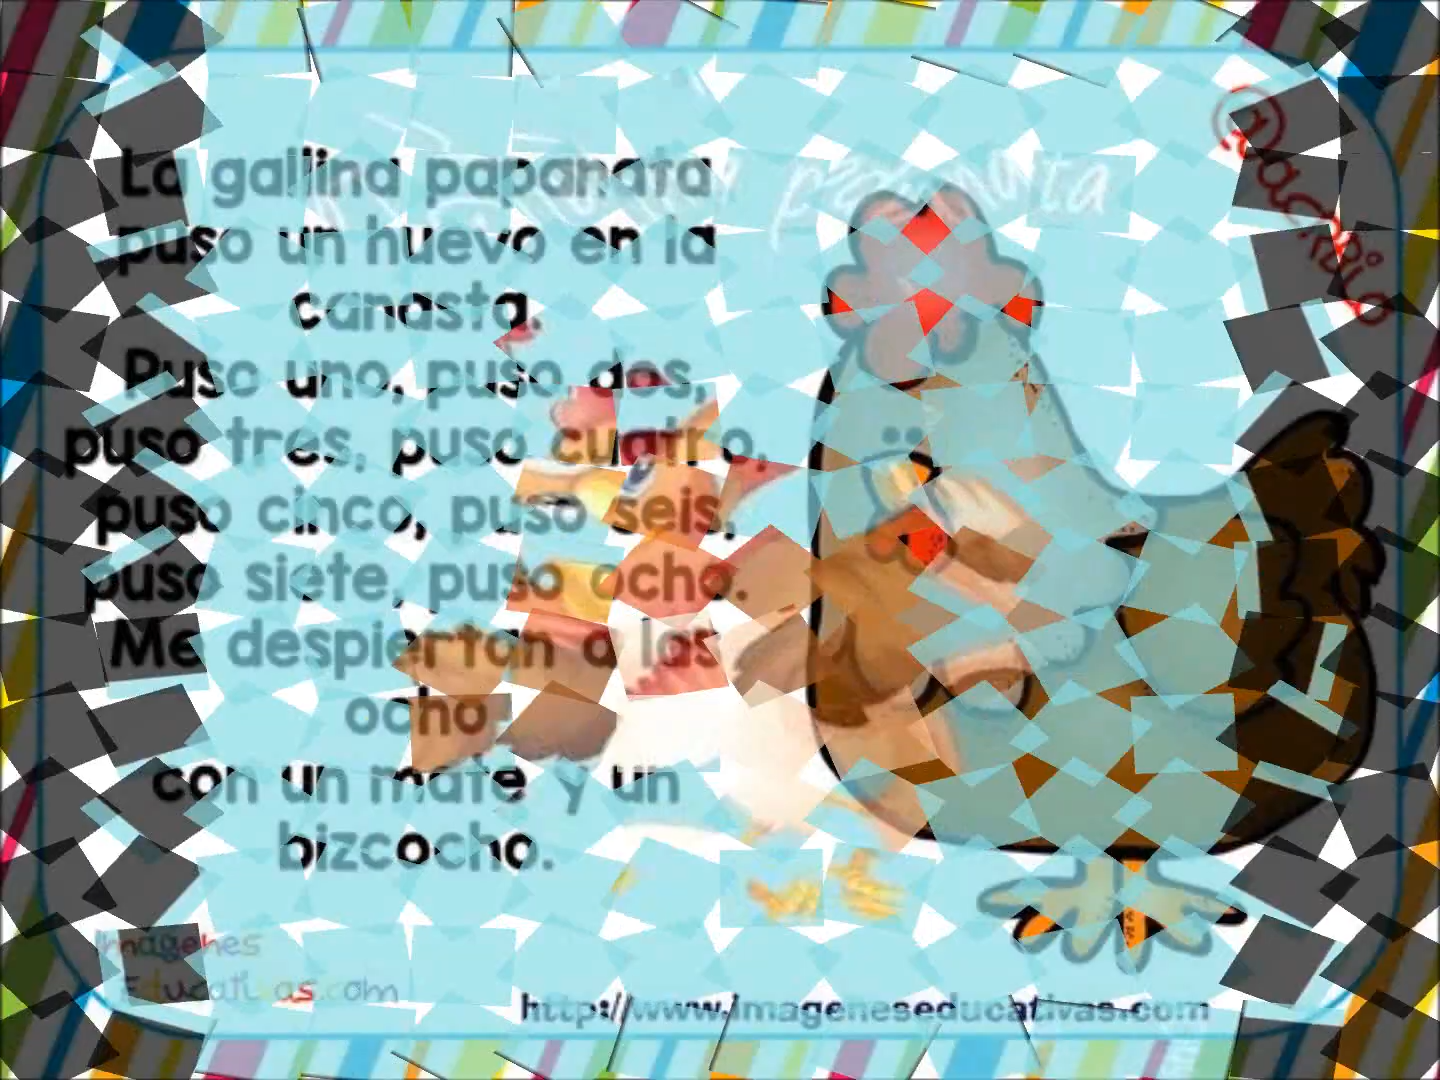 La gallina papanata
puso un huevo en la
canasta.
Puso uno, puso dos,
puso tres, puso cuatro,
puso cinco, puso seis,
puso siete, puso ocho.
Me despiertan a las
ocho
con un mate y un
bizcocho.
Imagenes
Educativas.com
http://www.imageneseducativas.com